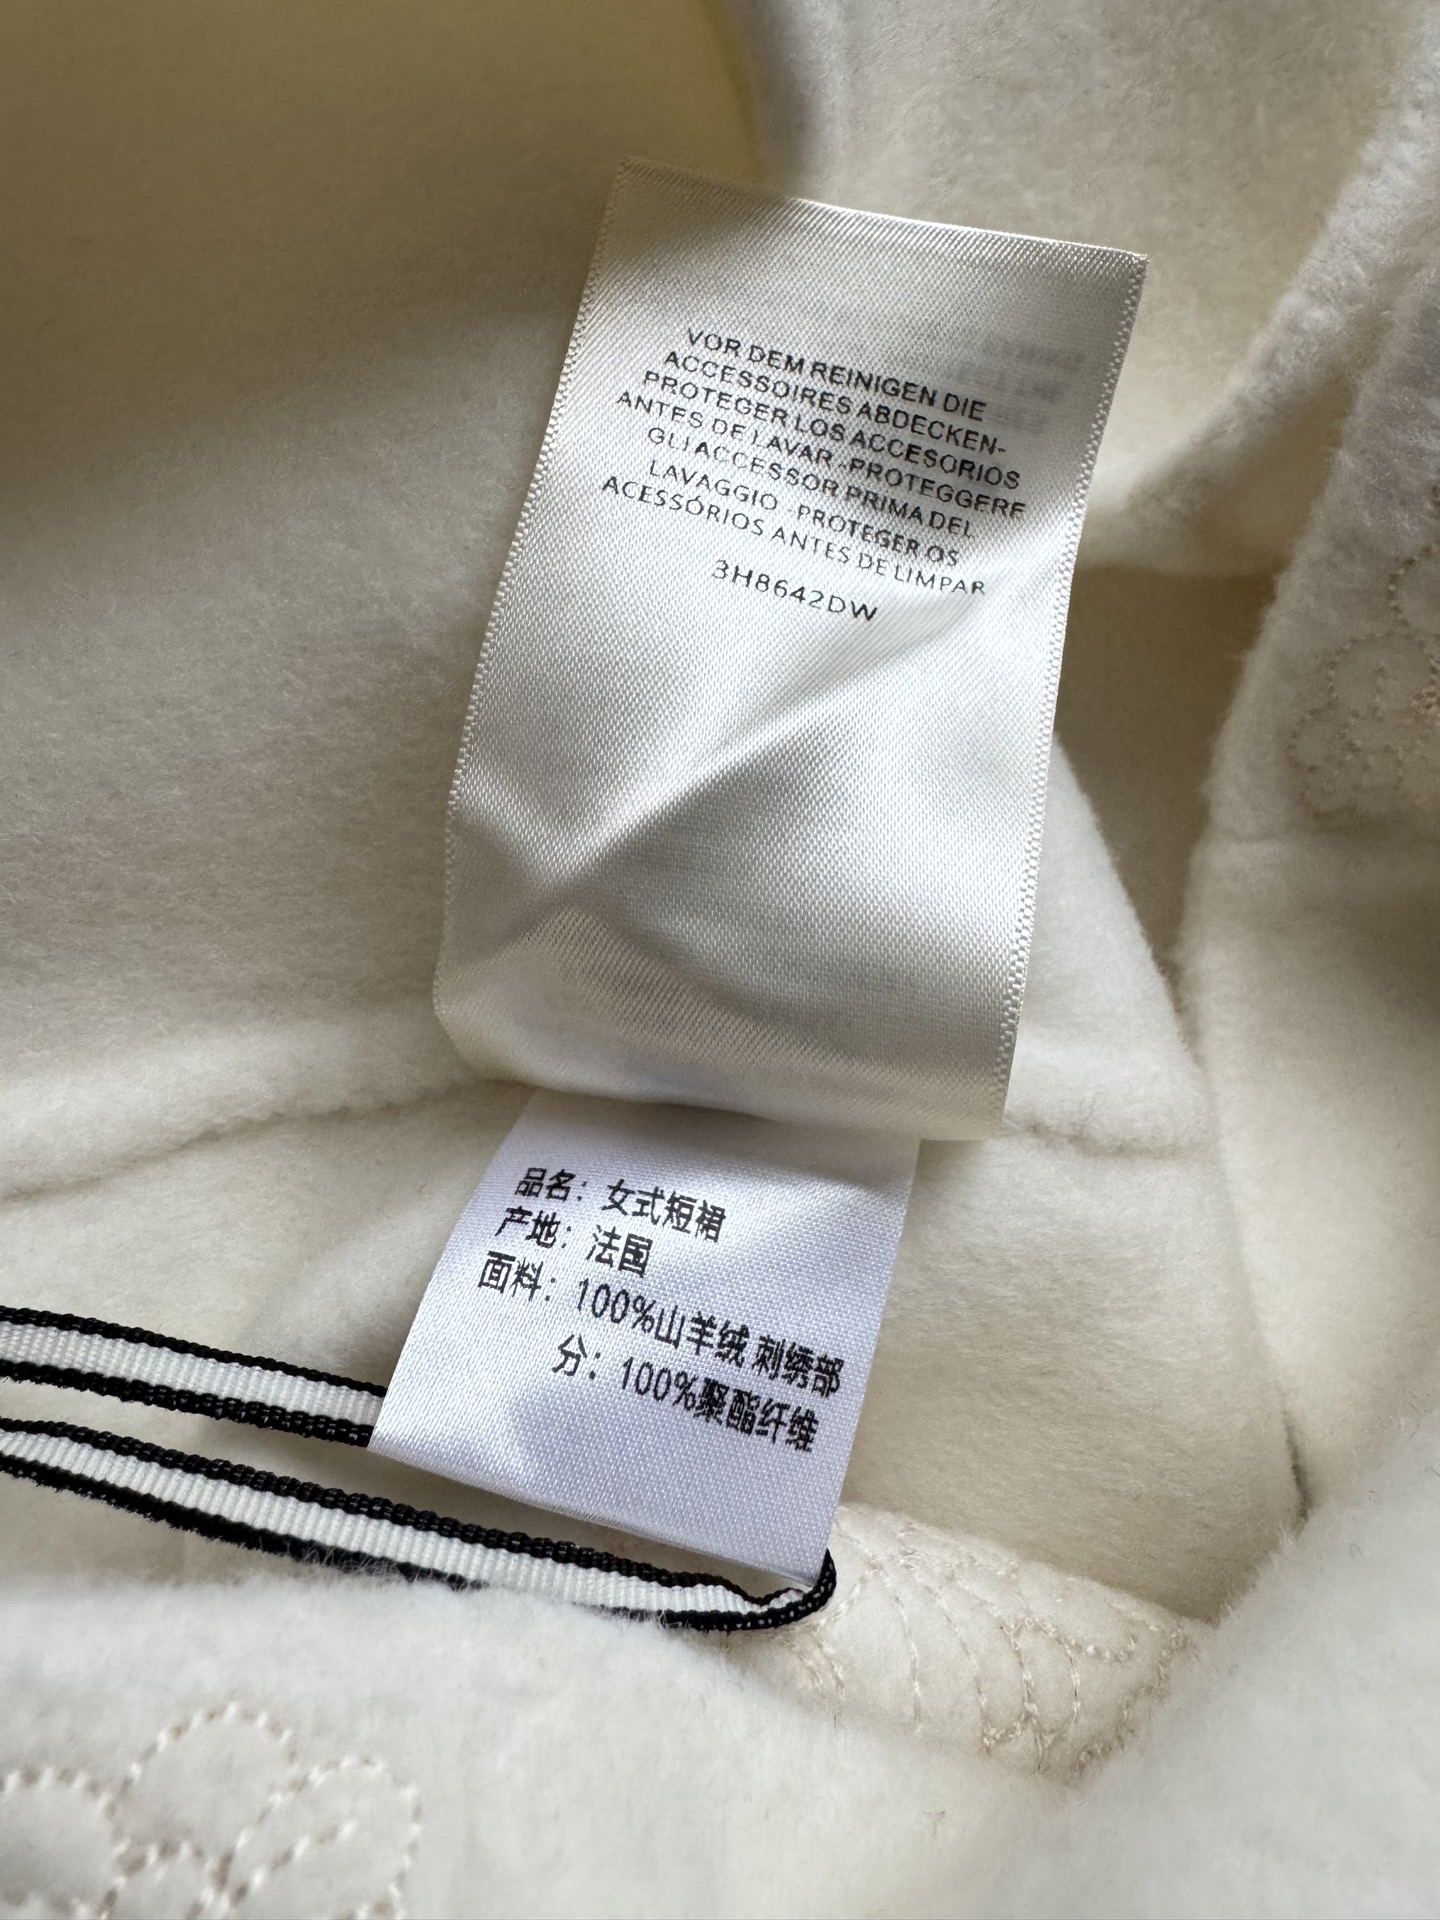 VOR DEM REINIGEN DIE
ACCESSOIRES ABDECKEN-
PROTEGER LOS ACCESORIOS
ANTES DE LAVAR -PROTEGGERE
GLI ACCESSOR PRIMA DEL
LAVAGGIO -PROTEGER OS
ACESSÓRIOS ANTES DE LIMPAR
3H8642DW
品名：女式短裙
产地：法国
面料：100%山羊绒 刺绣部
分：100%聚酯纤维